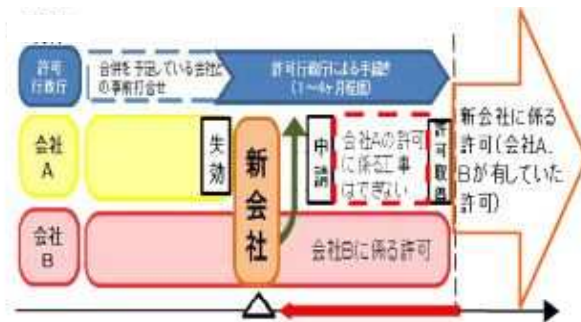 許可
行政庁
合併を予定している会社と
の事前打合せ
許可行政庁による手続き
(1～4ヶ月程度)
会社
A
失効
新会社
申請
会社Aの許可
に係る工事
はできない
許可取得
新会社に係る
許可(会社A、
Bが有していた
許可)
会社
B
会社Bに係る許可